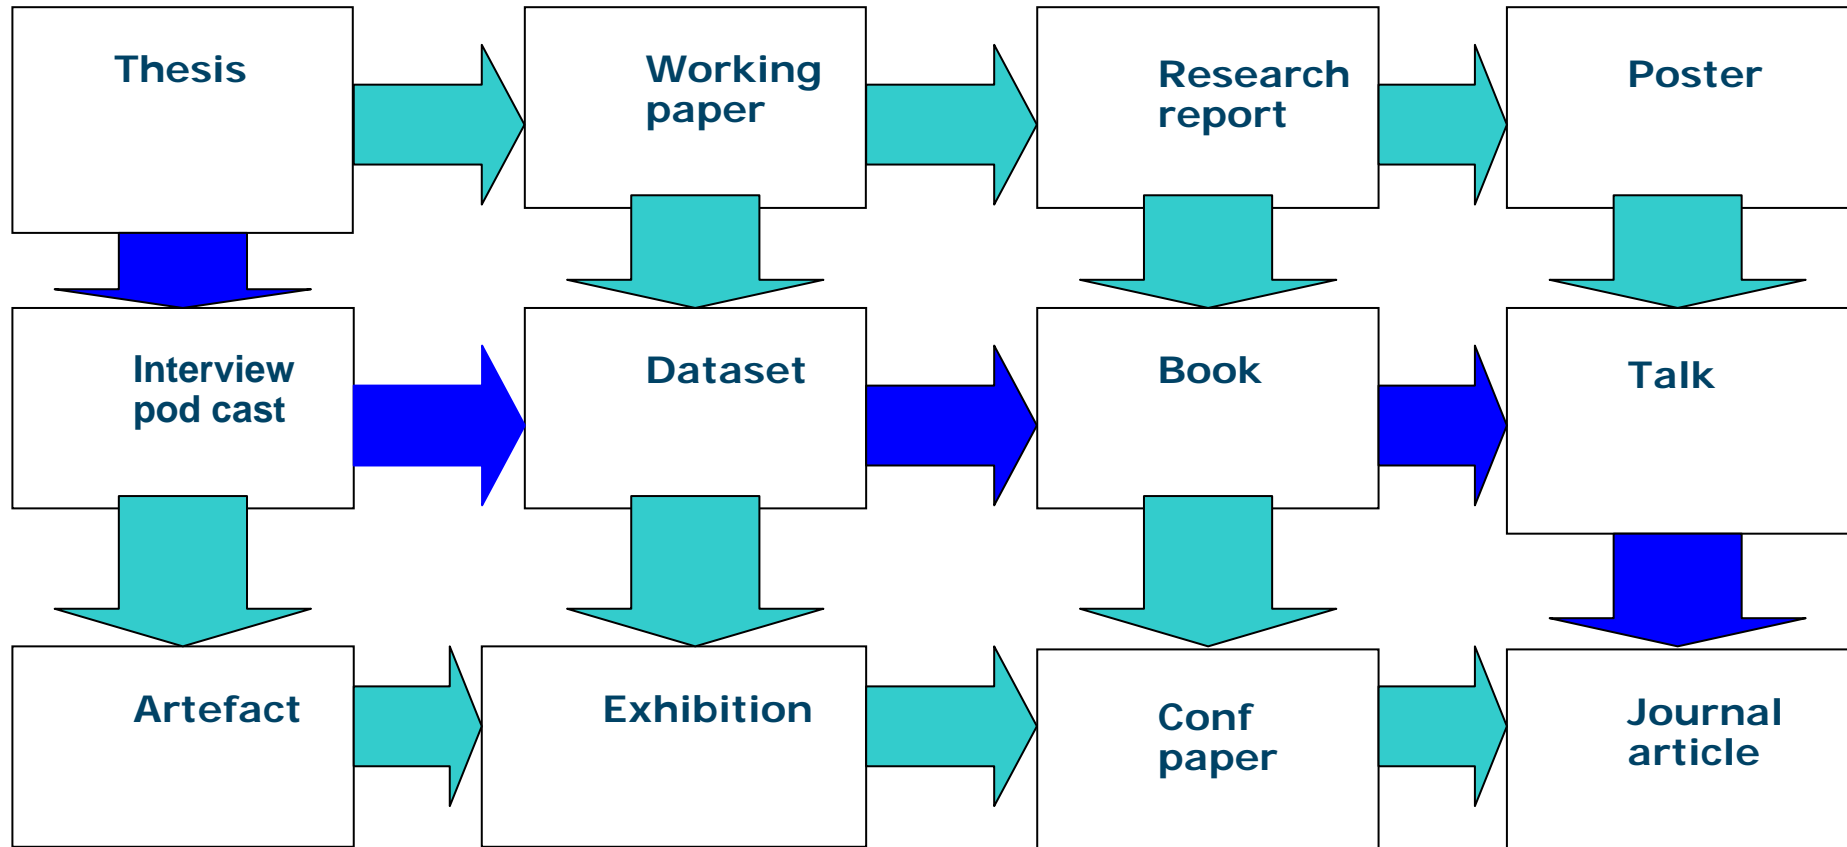 Thesis
Working
paper
Research
report
Poster
Interview
pod cast
Dataset
Book
Talk
Artefact
Exhibition
Conf
paper
Journal
article